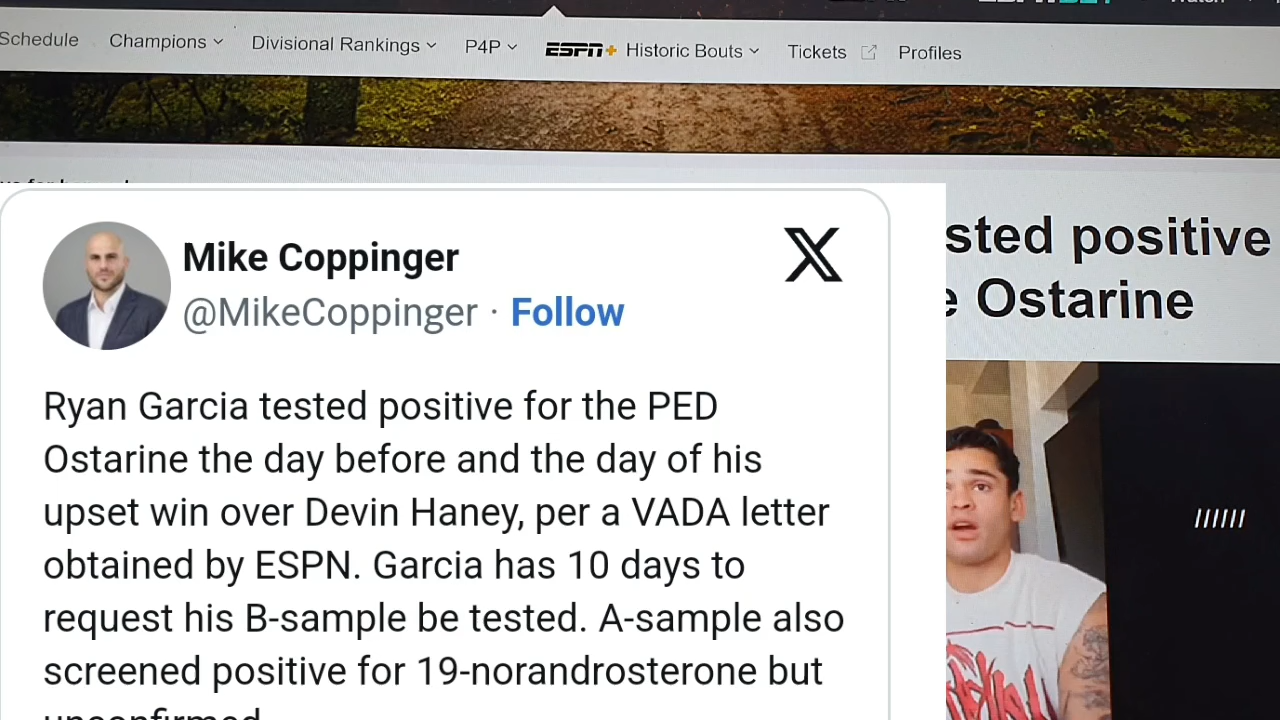 Schedule Champions Divisional Rankings P4P ESPN+ Historic Bouts Tickets Profiles
Mike Coppinger
@MikeCoppinger · Follow
Ryan Garcia tested positive for the PED
Ostarine the day before and the day of his
upset win over Devin Haney, per a VADA letter
obtained by ESPN. Garcia has 10 days to
request his B-sample be tested. A-sample also
screened positive for 19-norandrosterone but
unconfirmed
sted positive
e Ostarine